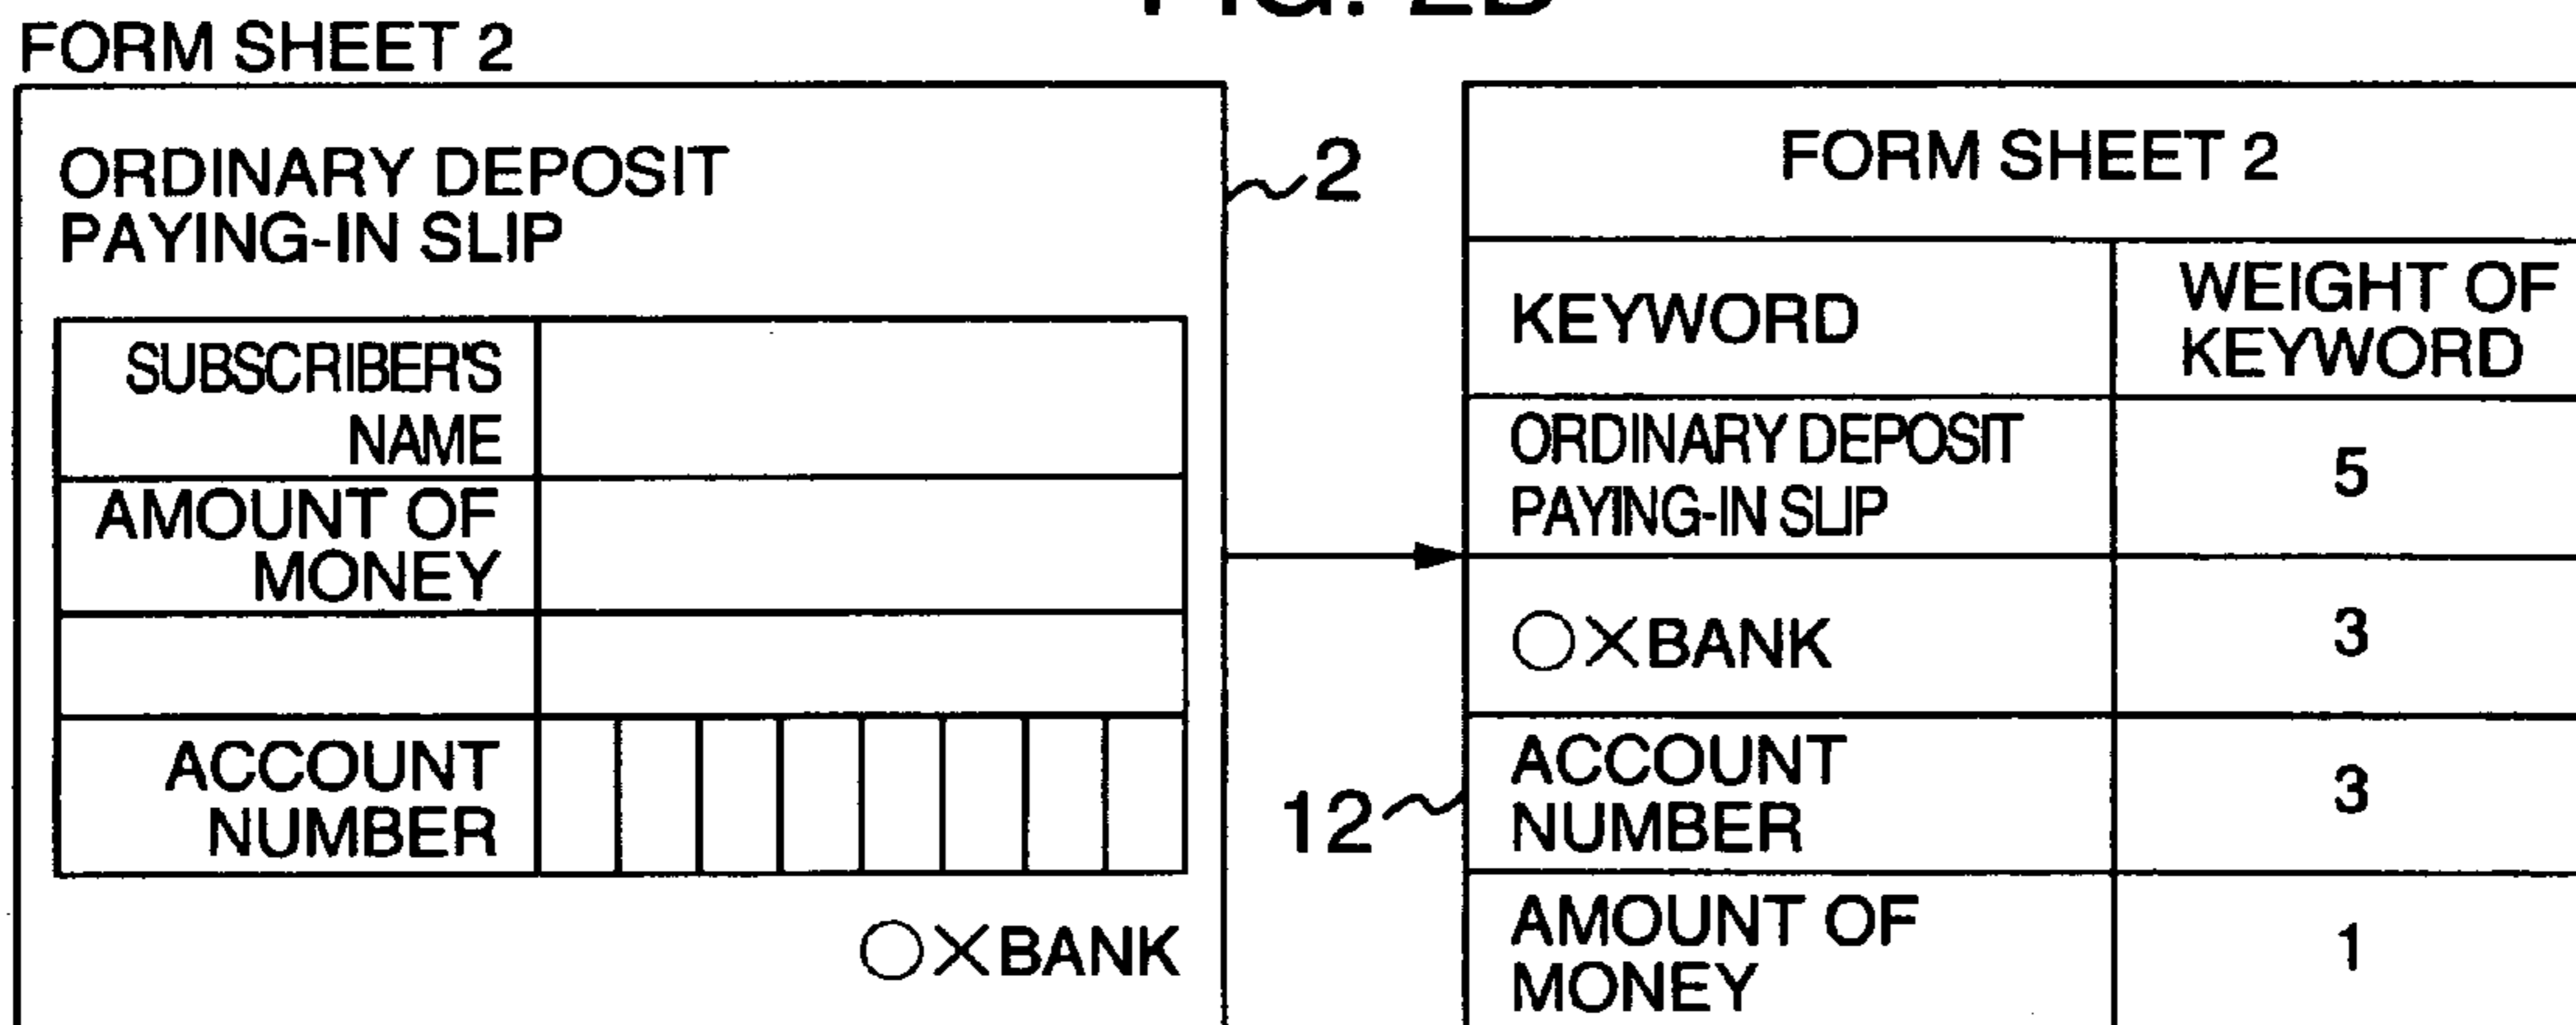 FORM SHEET 2
ORDINARY DEPOSIT
PAYING-IN SLIP
SUBSCRIBER'S
NAME
AMOUNT OF
MONEY
ACCOUNT
NUMBER
○×BANK
2
12
FORM SHEET 2
KEYWORD
WEIGHT OF
KEYWORD
ORDINARY DEPOSIT
PAYING-IN SLIP
5
○×BANK
3
ACCOUNT
NUMBER
3
AMOUNT OF
MONEY
1